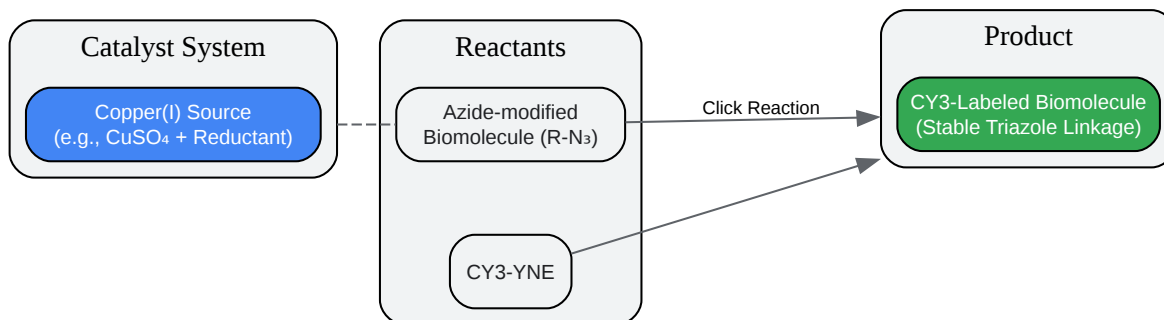 Catalyst System
Copper(I) Source
(e.g., CuSO₄ + Reductant)
Reactants
Azide-modified
Biomolecule (R-N₃)
CY3-YNE
Click Reaction
Product
CY3-Labeled Biomolecule
(Stable Triazole Linkage)